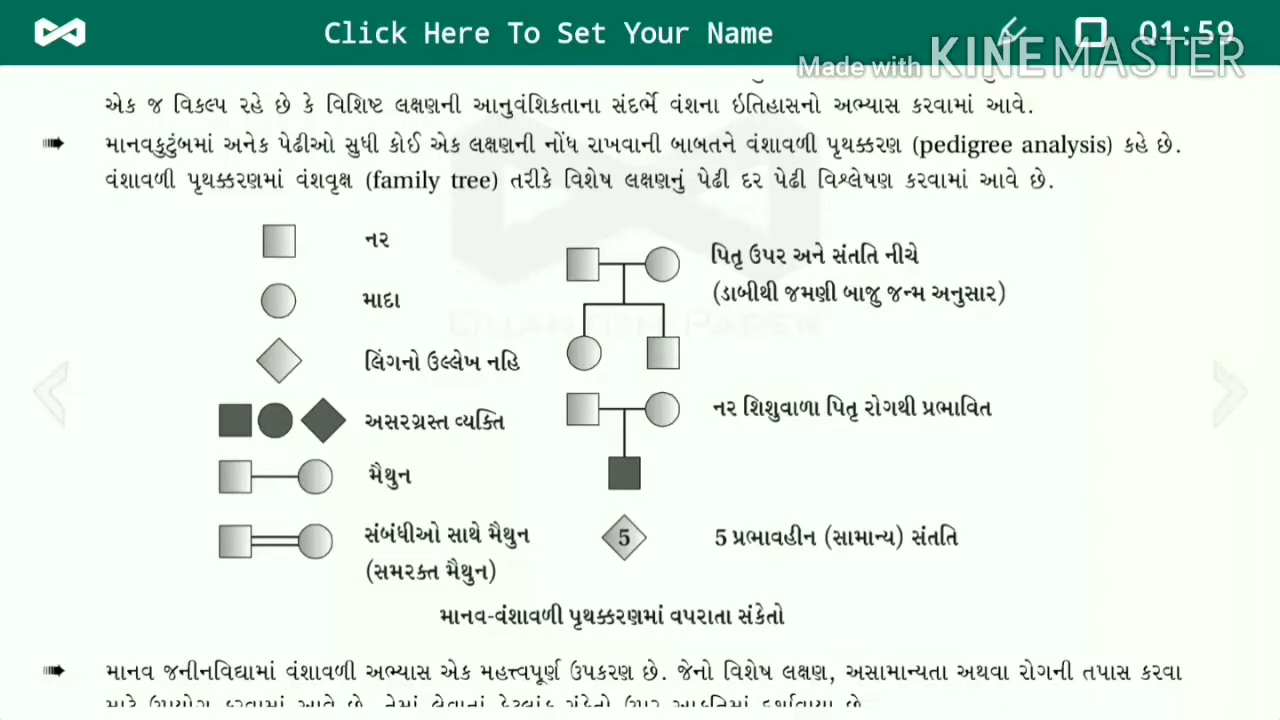 Click Here To Set Your Name
01:59
Made with KINEMASTER
એક જ વિકલ્પ રહે છે કે વિશિષ્ટ લક્ષણની આનુવંશિકતાના સંદર્ભે વંશના ઇતિહાસનો અભ્યાસ કરવામાં આવે.
➠ માનવકુટુંબમાં અનેક પેઢીઓ સુધી કોઈ એક લક્ષણની નોંધ રાખવાની બાબતને વંશાવળી પૃથક્કરણ (pedigree analysis) કહે છે.
વંશાવળી પૃથક્કરણમાં વંશવૃક્ષ (family tree) તરીકે વિશેષ લક્ષણનું પેઢી દર પેઢી વિશ્લેષણ કરવામાં આવે છે.
નર
માદા
લિંગનો ઉલ્લેખ નહિ
અસરગ્રસ્ત વ્યક્તિ
મૈથુન
સંબંધીઓ સાથે મૈથુન
(સમરક્ત મૈથુન)
પિતૃ ઉપર અને સંતતિ નીચે
(ડાબીથી જમણી બાજુ જન્મ અનુસાર)
નર શિશુવાળા પિતૃ રોગથી પ્રભાવિત
5
5 પ્રભાવહીન (સામાન્ય) સંતતિ
માનવ-વંશાવળી પૃથક્કરણમાં વપરાતા સંકેતો
➠ માનવ જનીનવિદ્યામાં વંશાવળી અભ્યાસ એક મહત્ત્વપૂર્ણ ઉપકરણ છે. જેનો વિશેષ લક્ષણ, અસામાન્યતા અથવા રોગની તપાસ કરવા